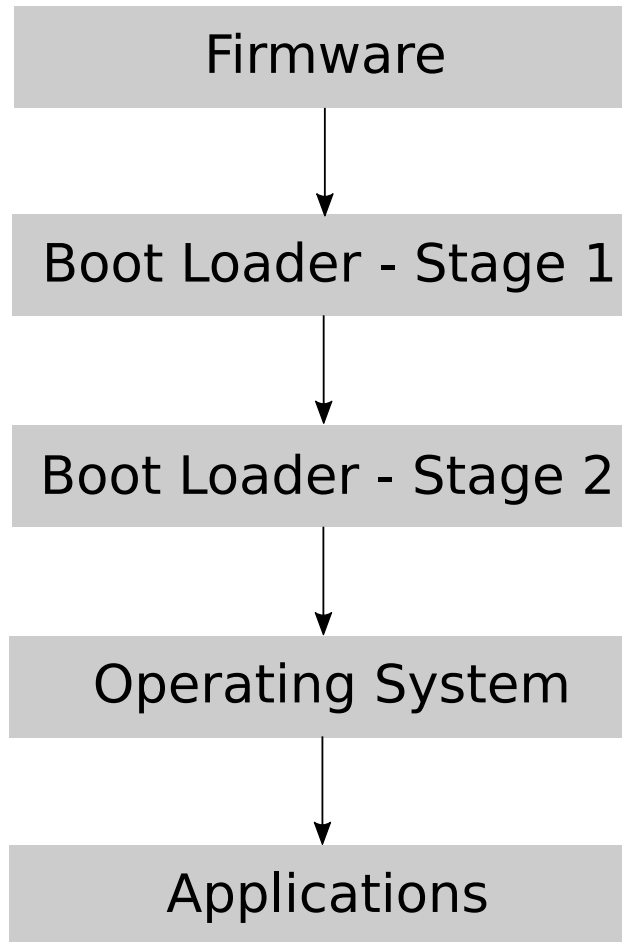 Firmware
Boot Loader - Stage 1
Boot Loader - Stage 2
Operating System
Applications